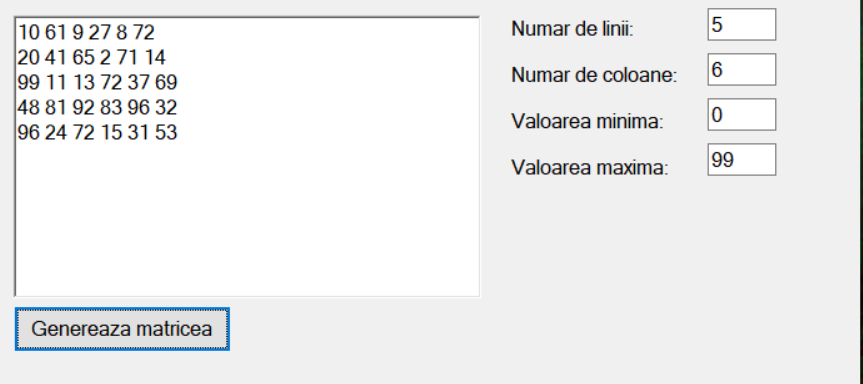 10 61 9 27 8 72
20 41 65 2 71 14
99 11 13 72 37 69
48 81 92 83 96 32
96 24 72 15 31 53
Genereaza matricea
Numar de linii: 5
Numar de coloane: 6
Valoarea minima: 0
Valoarea maxima: 99